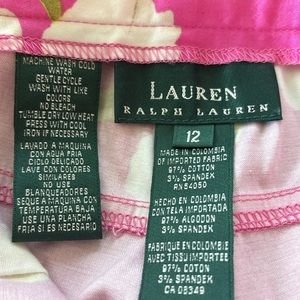 MACHINE WASH COLD
WATER
GENTLE CYCLE
WASH WITH LIKE
COLORS
NO BLEACH
TUMBLE DRY LOW HEAT
PRESS WITH COOL
IRON IF NECESSARY
LAVADO A MAQUINA
CON AGUA FRIA
CICLO DELICADO
LAVE CON COLORES
SIMILARES
NO USE
BLANQUEADORES
SEQUE A MAQUINA CON
TEMPERATURA BAJA
USE UNA PLANCHA
FRIA SI ES NECESARIO
LAUREN
RALPH LAUREN
12
MADE IN COLOMBIA
OF IMPORTED FABRIC
97% COTTON
3% SPANDEX
RN 54050
HECHO EN COLOMBIA
CON TELA IMPORTADA
97% ALGODON
3% SPANDEX
FABRIQUE EN COLOMBIE
AVEC TISSU IMPORTEE
97% COTTON
3% SPANDEX
CA 08349